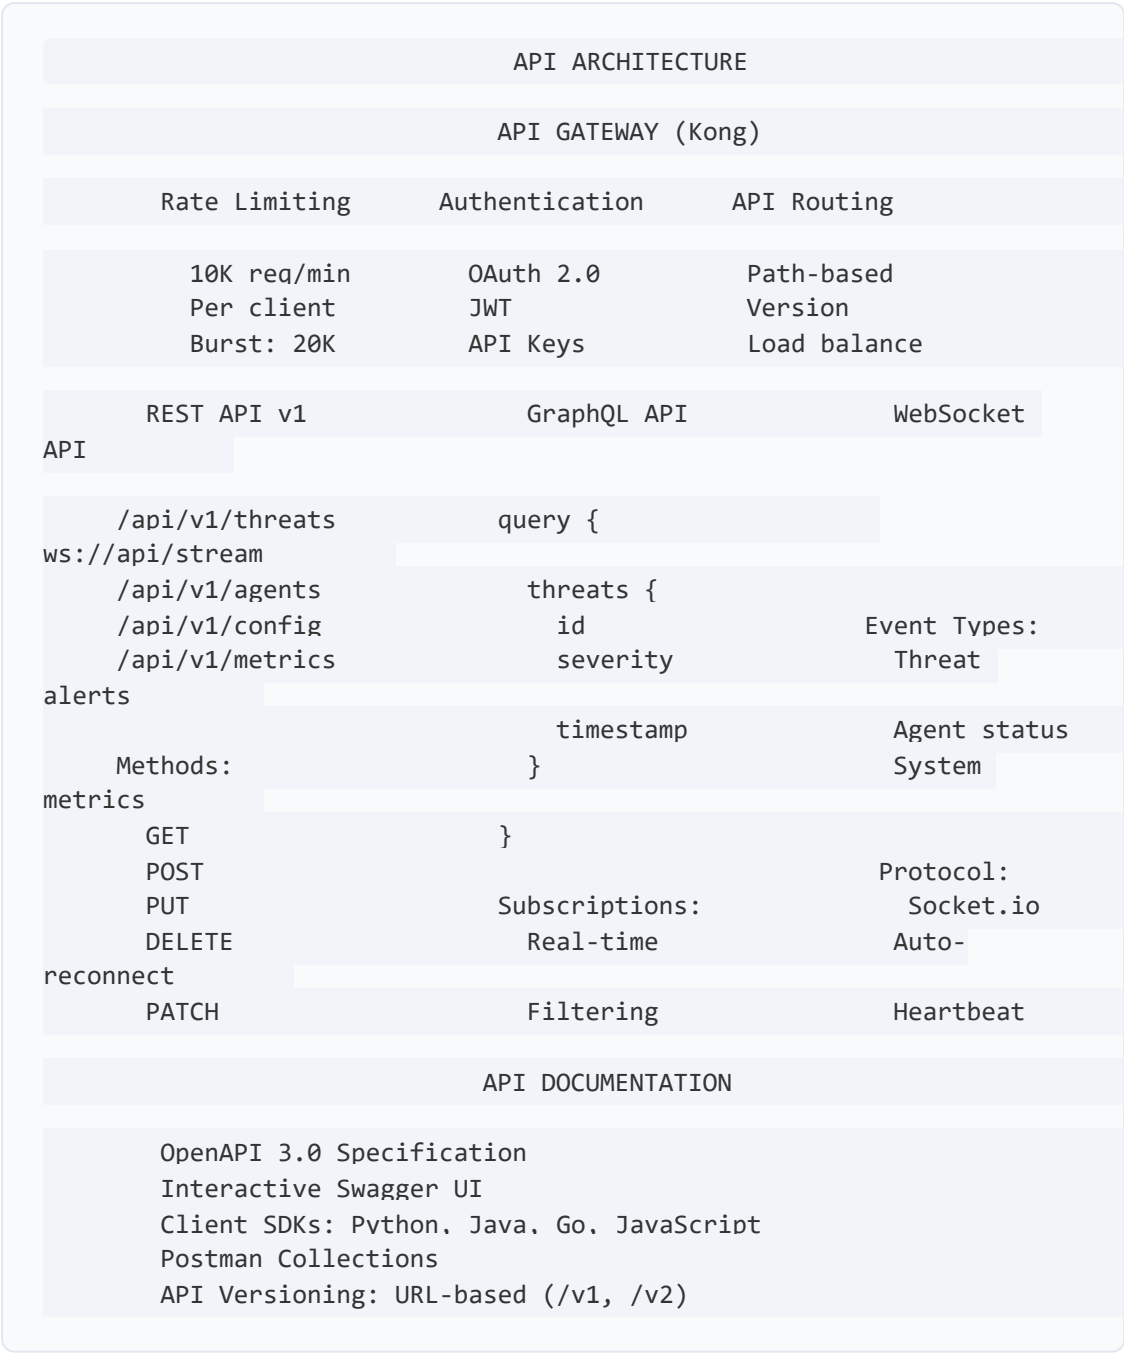 API ARCHITECTURE
API GATEWAY (Kong)
Rate Limiting Authentication API Routing
10K req/min OAuth 2.0 Path-based
Per client JWT Version
Burst: 20K API Keys Load balance
REST API v1 GraphQL API WebSocket
API
/api/v1/threats query {
ws://api/stream
/api/v1/agents threats {
/api/v1/config id Event Types:
/api/v1/metrics severity Threat
alerts
timestamp Agent status
Methods: } System
metrics
GET }
POST Protocol:
PUT Subscriptions: Socket.io
DELETE Real-time Auto-
reconnect
PATCH Filtering Heartbeat
API DOCUMENTATION
OpenAPI 3.0 Specification
Interactive Swagger UI
Client SDKs: Python, Java, Go, JavaScript
Postman Collections
API Versioning: URL-based (/v1, /v2)